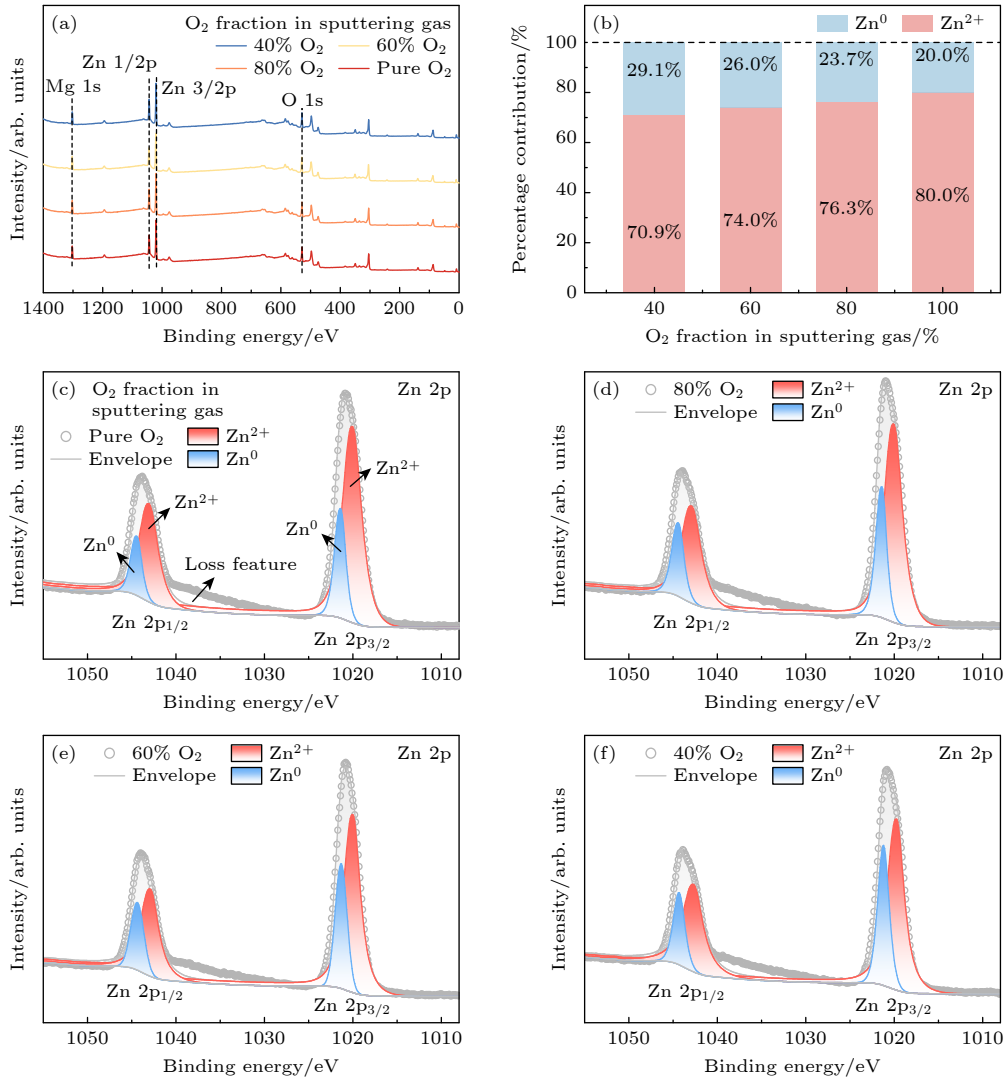 (a)
O₂ fraction in sputtering gas
40% O₂
60% O₂
80% O₂
Pure O₂
Zn 1/2p
Mg 1s
Zn 3/2p
O 1s
Intensity/arb. units
1400 1200 1000 800 600 400 200 0
Binding energy/eV
(b)
Zn⁰
Zn²⁺
100
80
60
40
20
0
29.1%
26.0%
23.7%
20.0%
70.9%
74.0%
76.3%
80.0%
Percentage contribution/%
40 60 80 100
O₂ fraction in sputtering gas/%
(c)
O₂ fraction in
sputtering gas
Zn 2p
Pure O₂
Zn²⁺
Envelope
Zn⁰
Zn²⁺
Zn²⁺
Zn⁰
Zn⁰
Loss feature
Zn 2p₁/₂
Zn 2p₃/₂
Intensity/arb. units
1050 1040 1030 1020 1010
Binding energy/eV
(d)
80% O₂
Zn²⁺
Zn 2p
Envelope
Zn⁰
Zn 2p₁/₂
Zn 2p₃/₂
Intensity/arb. units
1050 1040 1030 1020 1010
Binding energy/eV
(e)
60% O₂
Zn²⁺
Zn 2p
Envelope
Zn⁰
Zn 2p₁/₂
Zn 2p₃/₂
Intensity/arb. units
1050 1040 1030 1020 1010
Binding energy/eV
(f)
40% O₂
Zn²⁺
Zn 2p
Envelope
Zn⁰
Zn 2p₁/₂
Zn 2p₃/₂
Intensity/arb. units
1050 1040 1030 1020 1010
Binding energy/eV